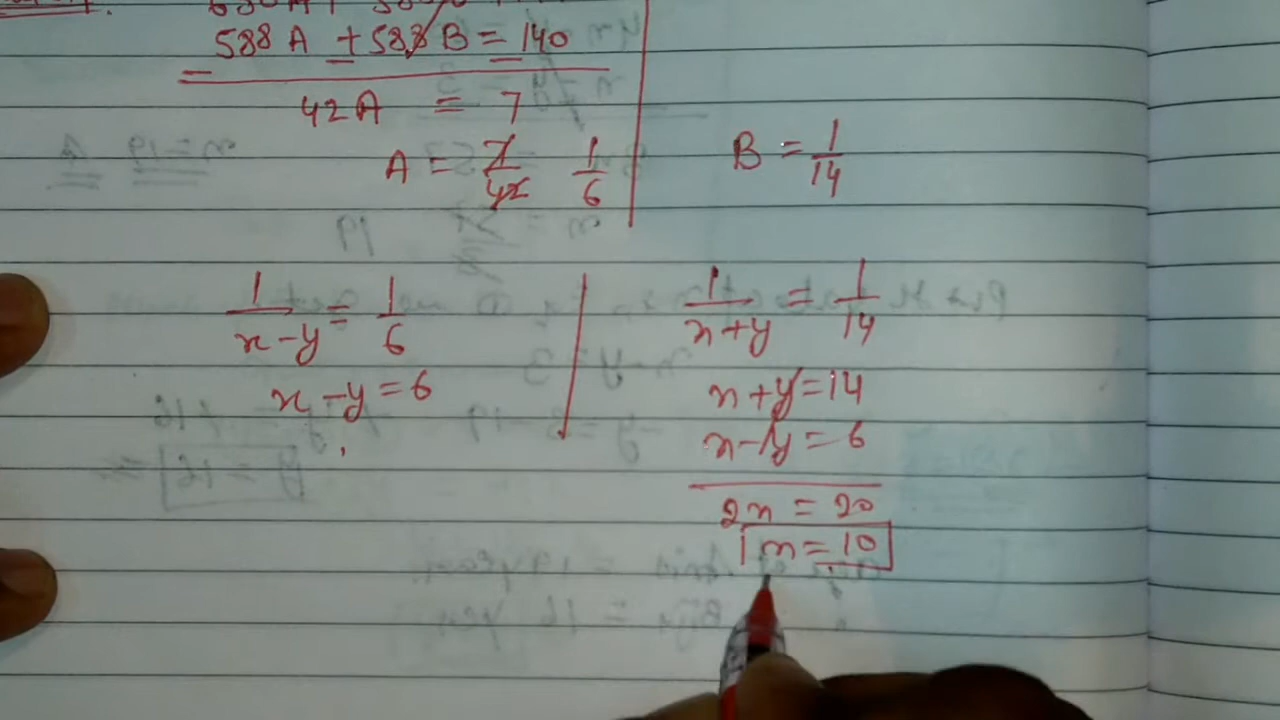 588 A + 588 B = 140
42 A = 7
A = 7/42 1/6
B = 1/14
1/(x-y) = 1/6
x - y = 6
1/(x+y) = 1/14
x + y = 14
x - y = 6
2x = 20
x = 10